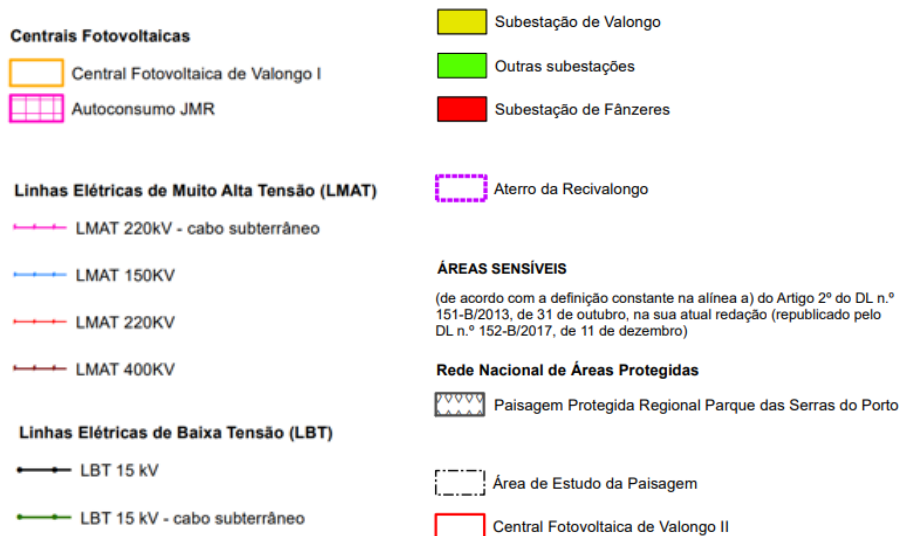 Centrais Fotovoltaicas
Central Fotovoltaica de Valongo I
Autoconsumo JMR
Linhas Elétricas de Muito Alta Tensão (LMAT)
LMAT 220kV - cabo subterrâneo
LMAT 150KV
LMAT 220KV
LMAT 400KV
Linhas Elétricas de Baixa Tensão (LBT)
LBT 15 kV
LBT 15 kV - cabo subterrâneo
Subestação de Valongo
Outras subestações
Subestação de Fânzeres
Aterro da Recivalongo
ÁREAS SENSÍVEIS
(de acordo com a definição constante na alínea a) do Artigo 2º do DL n.º
151-B/2013, de 31 de outubro, na sua atual redação (republicado pelo
DL n.º 152-B/2017, de 11 de dezembro)
Rede Nacional de Áreas Protegidas
Paisagem Protegida Regional Parque das Serras do Porto
Área de Estudo da Paisagem
Central Fotovoltaica de Valongo II